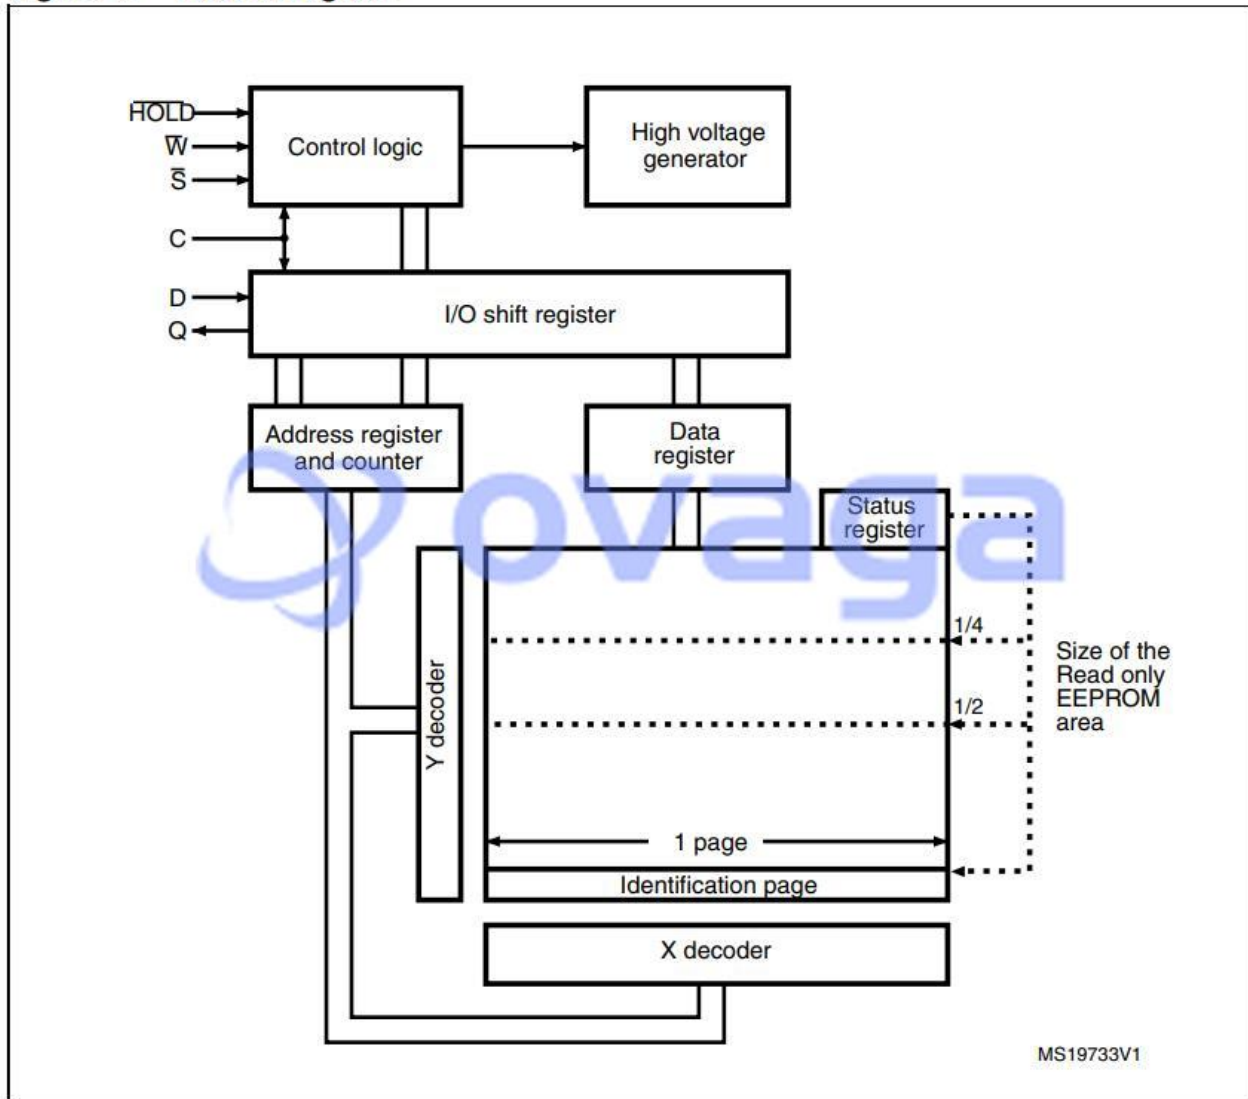 HOLD
W
S
C
D
Q
Control logic
High voltage
generator
I/O shift register
Address register
and counter
Data
register
Status
register
ovaga
Y decoder
1/4
1/2
Size of the
Read only
EEPROM
area
1 page
Identification page
X decoder
MS19733V1